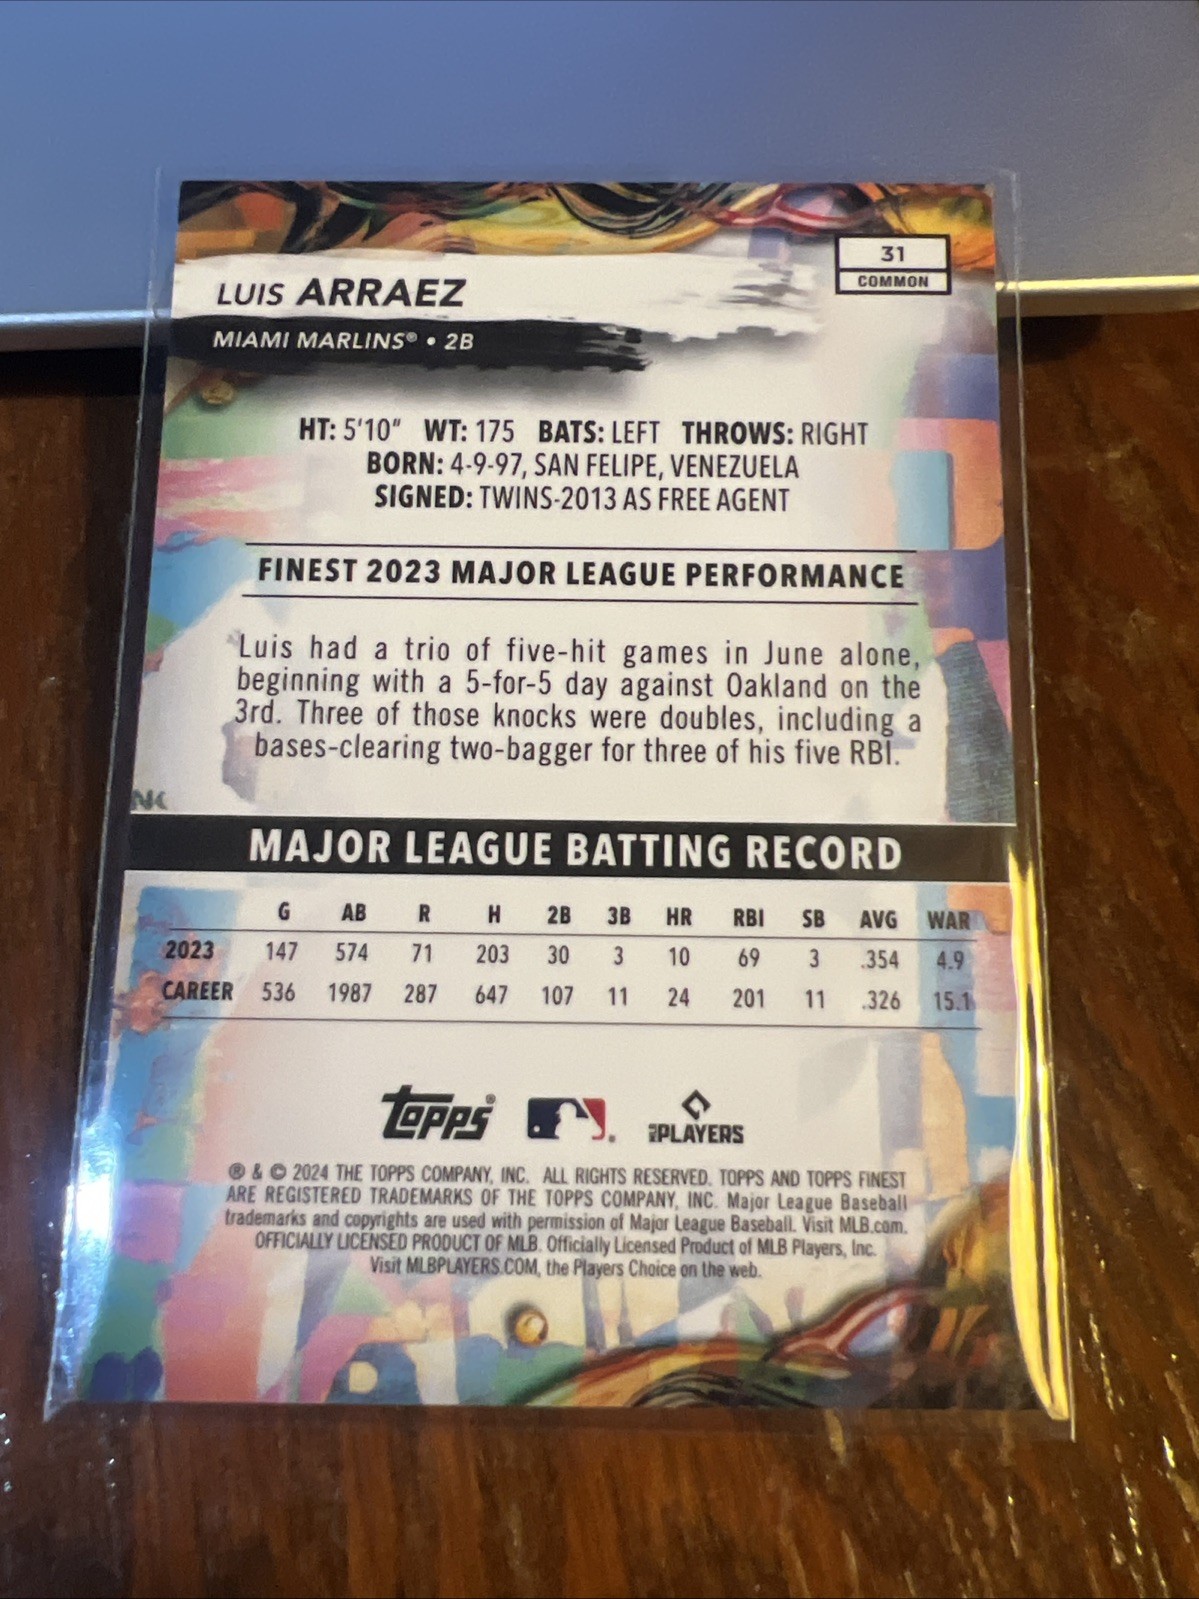 31
COMMON
LUIS ARRAEZ
MIAMI MARLINS® • 2B
HT: 5'10" WT: 175 BATS: LEFT THROWS: RIGHT
BORN: 4-9-97, SAN FELIPE, VENEZUELA
SIGNED: TWINS-2013 AS FREE AGENT
FINEST 2023 MAJOR LEAGUE PERFORMANCE
Luis had a trio of five-hit games in June alone,
beginning with a 5-for-5 day against Oakland on the
3rd. Three of those knocks were doubles, including a
bases-clearing two-bagger for three of his five RBI.
NK
MAJOR LEAGUE BATTING RECORD
G AB R H 2B 3B HR RBI SB AVG WAR
2023 147 574 71 203 30 3 10 69 3 .354 4.9
CAREER 536 1987 287 647 107 11 24 201 11 .326 15.1
Topps®
MLB PLAYERS
® & © 2024 THE TOPPS COMPANY, INC. ALL RIGHTS RESERVED. TOPPS AND TOPPS FINEST
ARE REGISTERED TRADEMARKS OF THE TOPPS COMPANY, INC. Major League Baseball
trademarks and copyrights are used with permission of Major League Baseball. Visit MLB.com.
OFFICIALLY LICENSED PRODUCT OF MLB. Officially Licensed Product of MLB Players, Inc.
Visit MLBPLAYERS.COM, the Players Choice on the web.